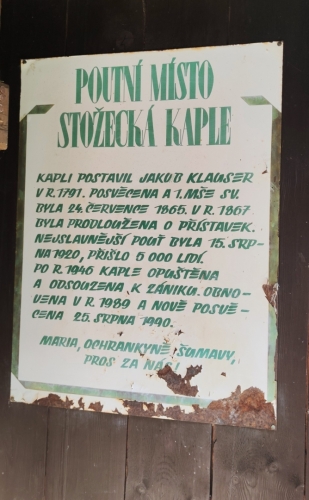 POUTNÍ MÍSTO
STOŽECKÁ KAPLE
KAPLI POSTAVIL JAKUB KLAUSER
V R. 1791. POSVĚCENA A 1. MŠE SV.
BYLA 24. ČERVENCE 1865. V R. 1867
BYLA PRODLOUŽENA O PŘÍSTAVEK.
NEJSLAVNĚJŠÍ POUŤ BYLA 15. SRP-
NA 1920, PŘIŠLO 5 000 LIDÍ.
PO R. 1946 KAPLE OPUŠTĚNA
A ODSOUZENA K ZÁNIKU. OBNO-
VENA V R. 1989 A NOVĚ POSVĚ-
CENA 25. SRPNA 1990.
MARIA, OCHRANKYNĚ ŠUMAVY,
PROS ZA NÁS!